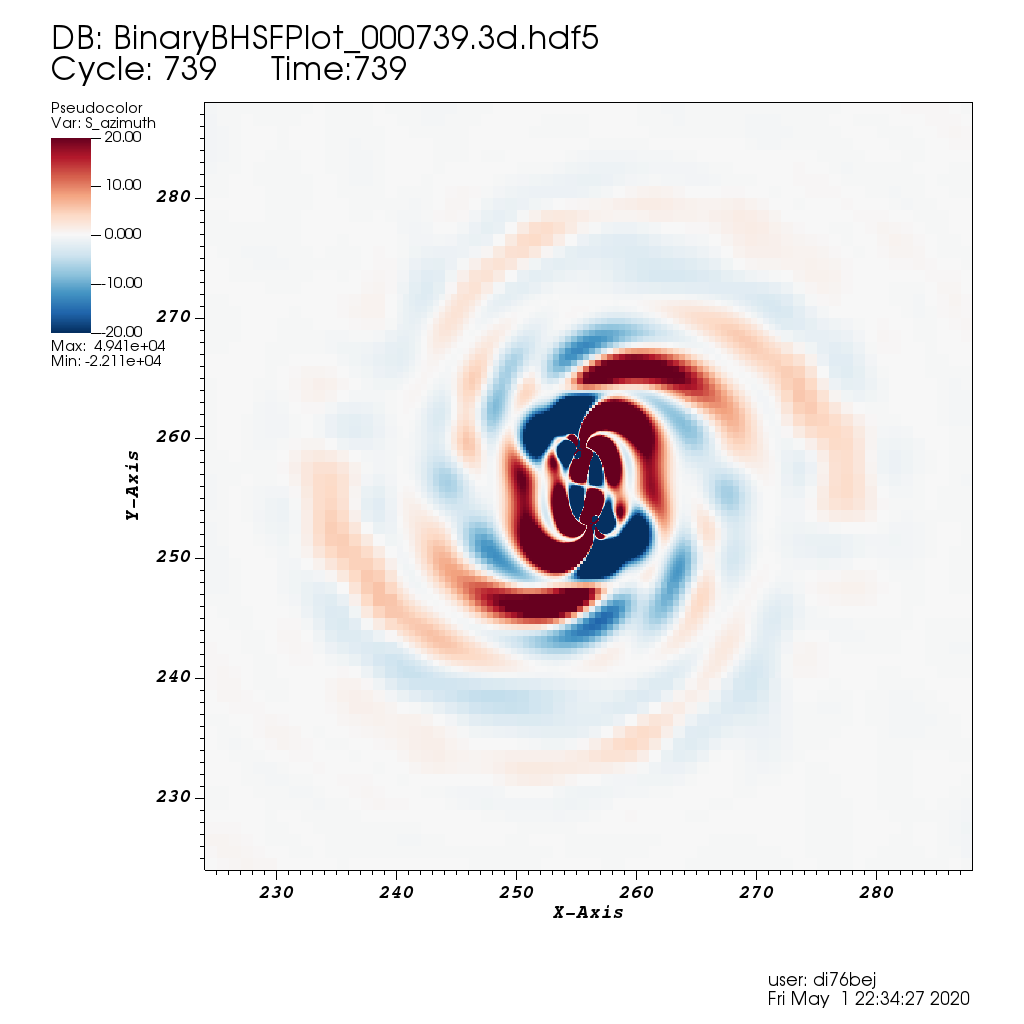 DB: BinaryBHSFPlot_000739.3d.hdf5
Cycle: 739 Time:739
Pseudocolor
Var: S_azimuth
20.00
10.00
0.000
-10.00
-20.00
Max: 4.941e+04
Min: -2.211e+04
Y-Axis
280
270
260
250
240
230
230 240 250 260 270 280
X-Axis
user: di76bej
Fri May 1 22:34:27 2020